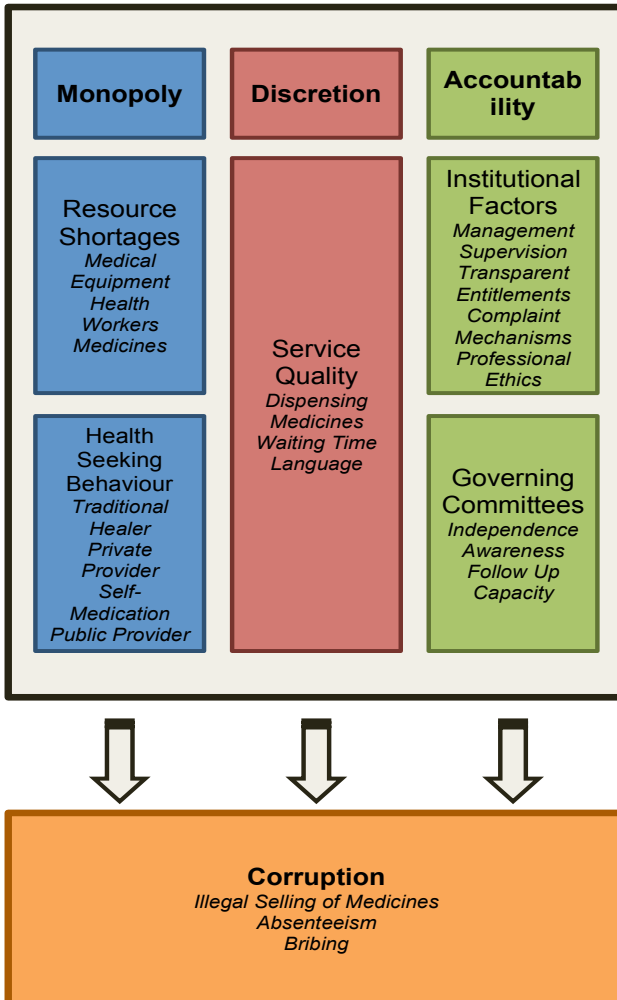 Monopoly
Resource
Shortages
Medical
Equipment
Health
Workers
Medicines
Health
Seeking
Behaviour
Traditional
Healer
Private
Provider
Self-
Medication
Public Provider
Discretion
Service
Quality
Dispensing
Medicines
Waiting Time
Language
Accountab
ility
Institutional
Factors
Management
Supervision
Transparent
Entitlements
Complaint
Mechanisms
Professional
Ethics
Governing
Committees
Independence
Awareness
Follow Up
Capacity
Corruption
Illegal Selling of Medicines
Absenteeism
Bribing